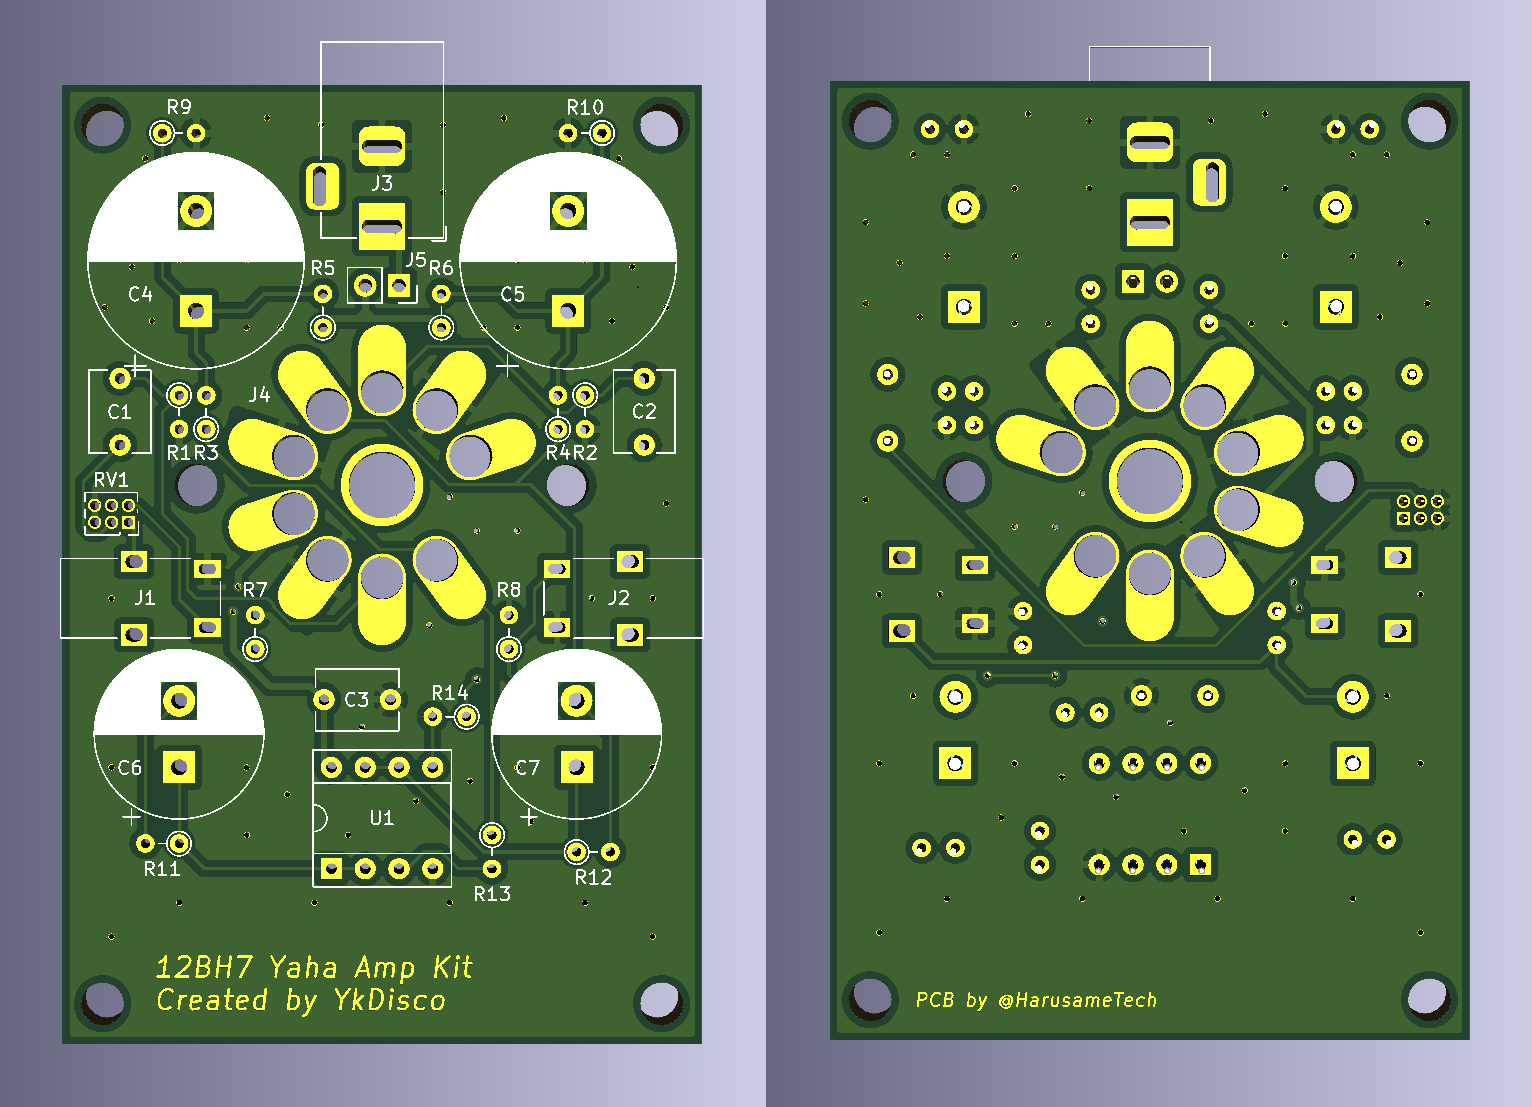 R9
R10
J3
J5
R5
R6
C4
C5
J4
C1
C2
R1R3
R4R2
RV1
R7
R8
J1
J2
C3
R14
C6
C7
U1
R11
R12
R13
12BH7 Yaha Amp Kit
Created by YkDisco
PCB by @HarusameTech